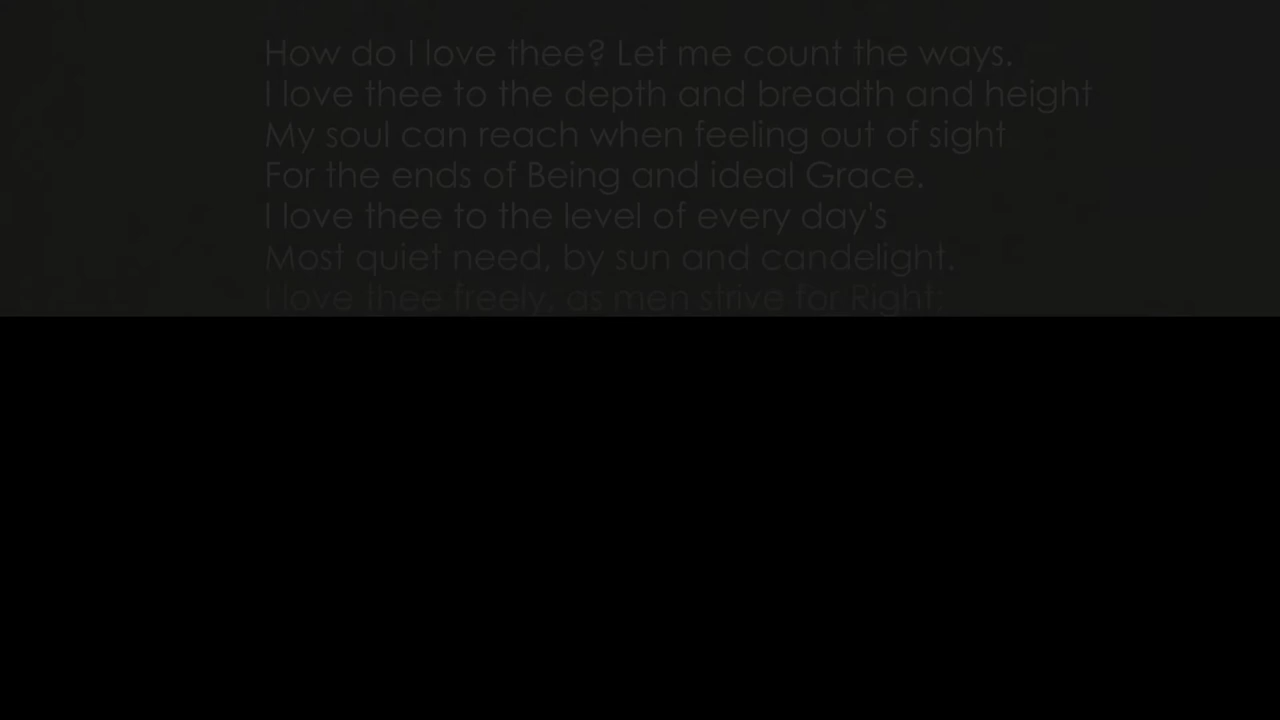 How do I love thee? Let me count the ways.
I love thee to the depth and breadth and height
My soul can reach when feeling out of sight
For the ends of Being and ideal Grace.
I love thee to the level of every day's
Most quiet need, by sun and candelight.
I love thee freely, as men strive for Right;